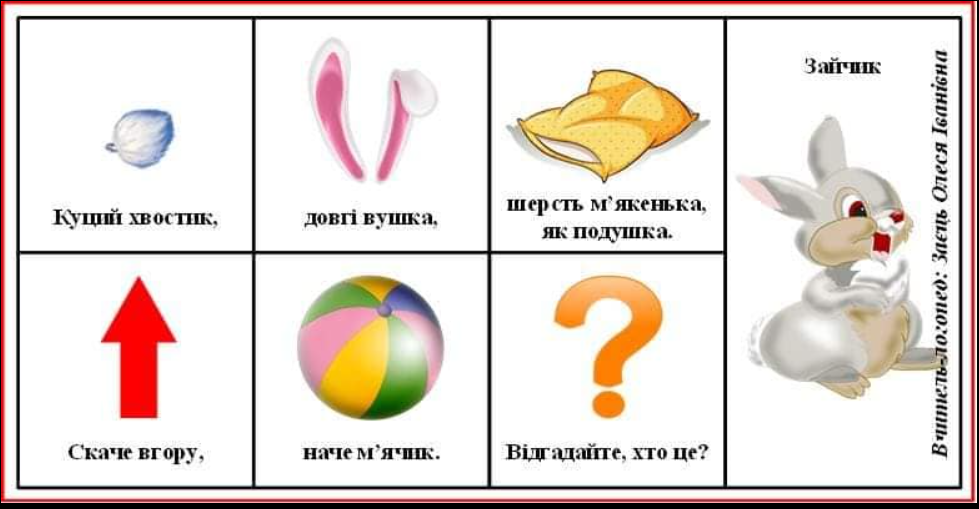 Куций хвостик,
довгі вушка,
шерсть м’якенька,
як подушка.
Скаче вгору,
наче м’ячик.
Відгадайте, хто це?
Зайчик
Вчитель-логопед: Заєць Олеся Іванівна